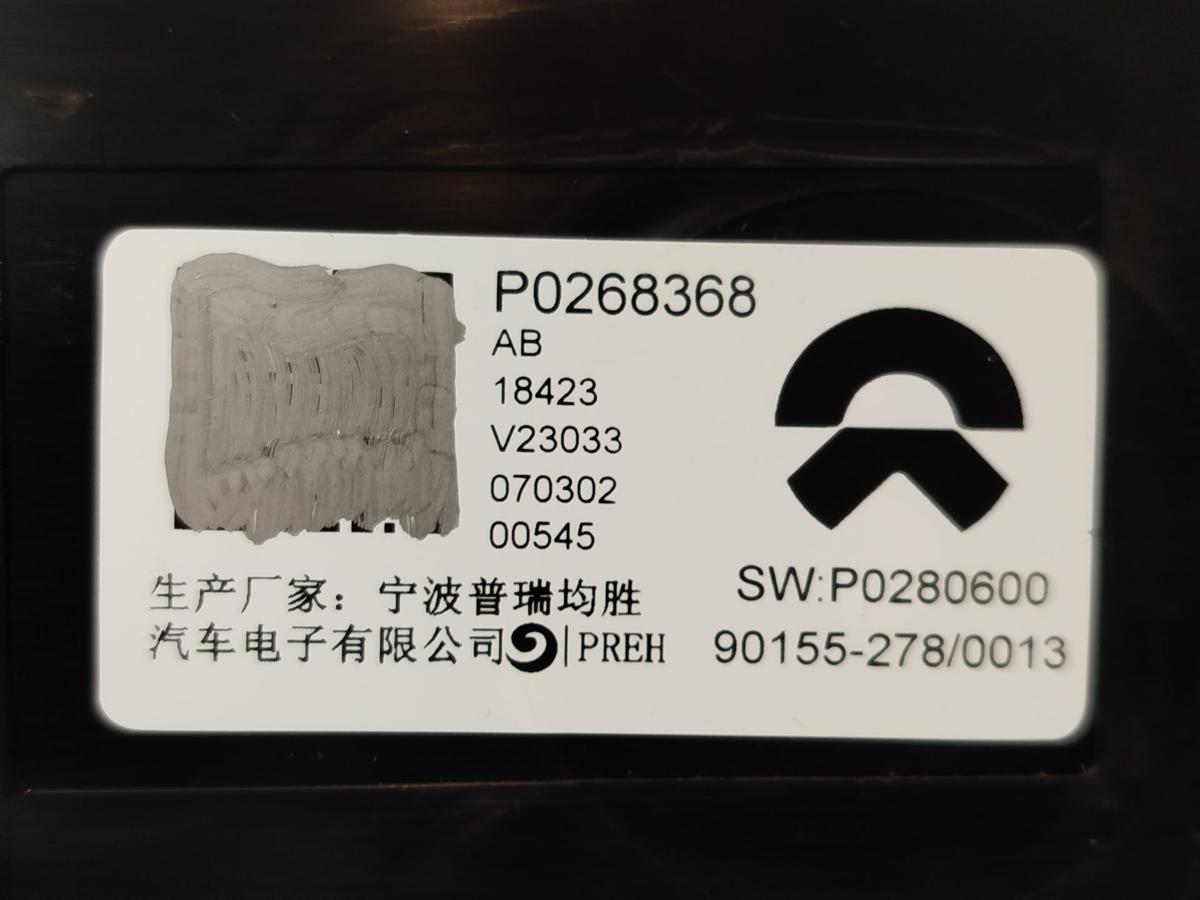 P0268368
AB
18423
V23033
070302
00545
生产厂家：宁波普瑞均胜
汽车电子有限公司 | PREH
SW:P0280600
90155-278/0013